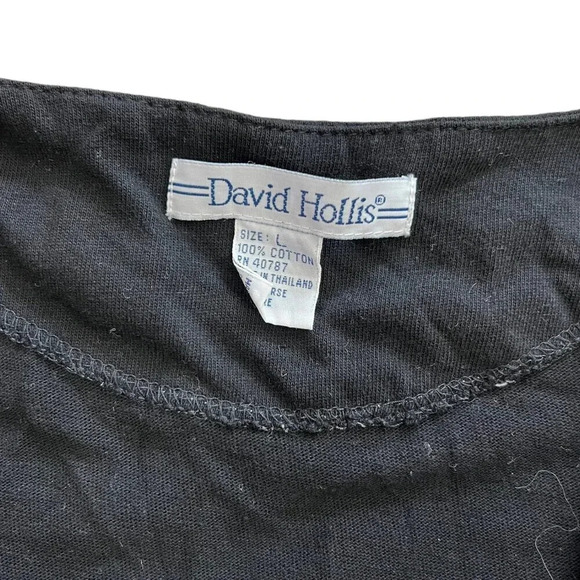 David Hollis®
SIZE: L
100% COTTON
RN 40787
IN THAILAND